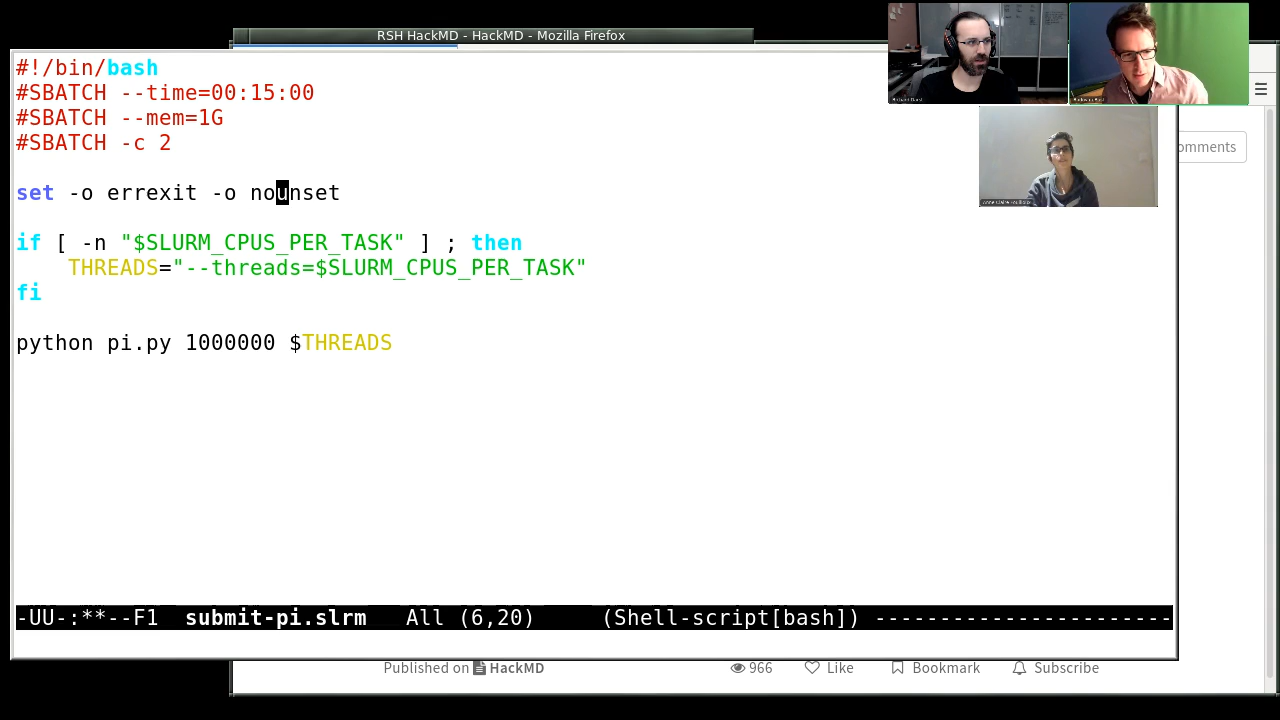 RSH HackMD - HackMD - Mozilla Firefox
#!/bin/bash
#SBATCH --time=00:15:00
#SBATCH --mem=1G
#SBATCH -c 2
omments
set -o errexit -o nounset
if [ -n "$SLURM_CPUS_PER_TASK" ] ; then
    THREADS="--threads=$SLURM_CPUS_PER_TASK"
fi
python pi.py 1000000 $THREADS
-UU-:**--F1  submit-pi.slrm   All (6,20)     (Shell-script[bash]) -----------------------
Published on HackMD 966 Like Bookmark Subscribe